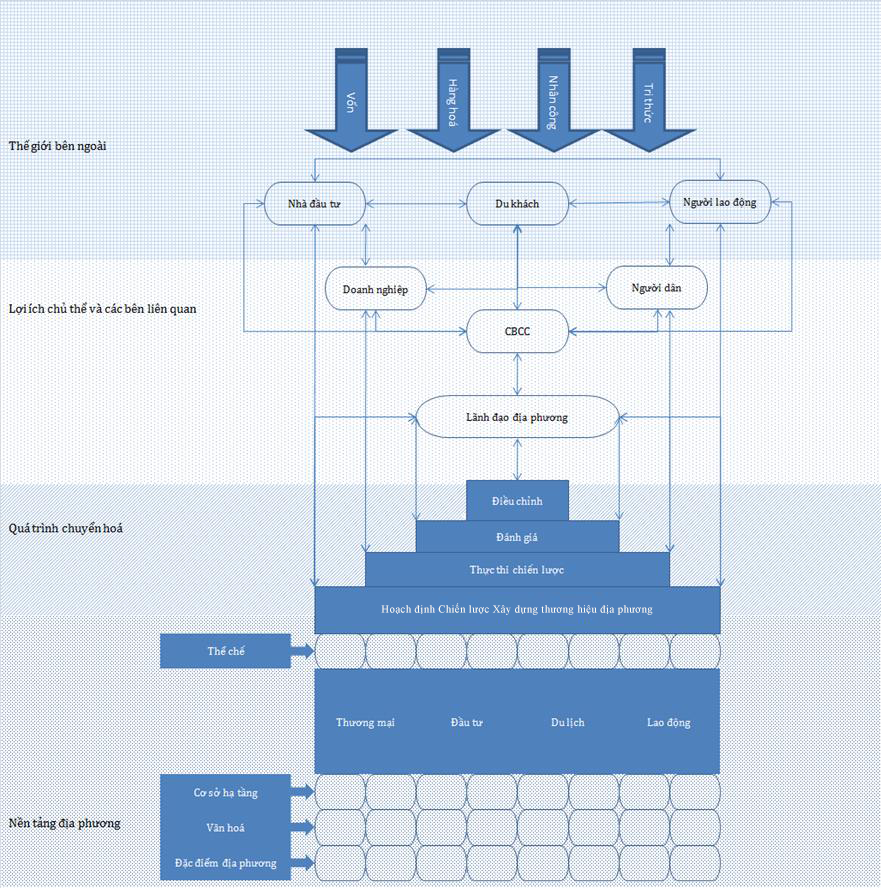 Vốn
Hàng hoá
Nhân công
Tri thức
Thế giới bên ngoài
Nhà đầu tư
Du khách
Người lao động
Doanh nghiệp
Người dân
Lợi ích chủ thể và các bên liên quan
CBCC
Lãnh đạo địa phương
Điều chỉnh
Quá trình chuyển hoá
Đánh giá
Thực thi chiến lược
Hoạch định Chiến lược Xây dựng thương hiệu địa phương
Thể chế
Thương mại
Đầu tư
Du lịch
Lao động
Cơ sở hạ tầng
Nền tảng địa phương
Văn hoá
Đặc điểm địa phương